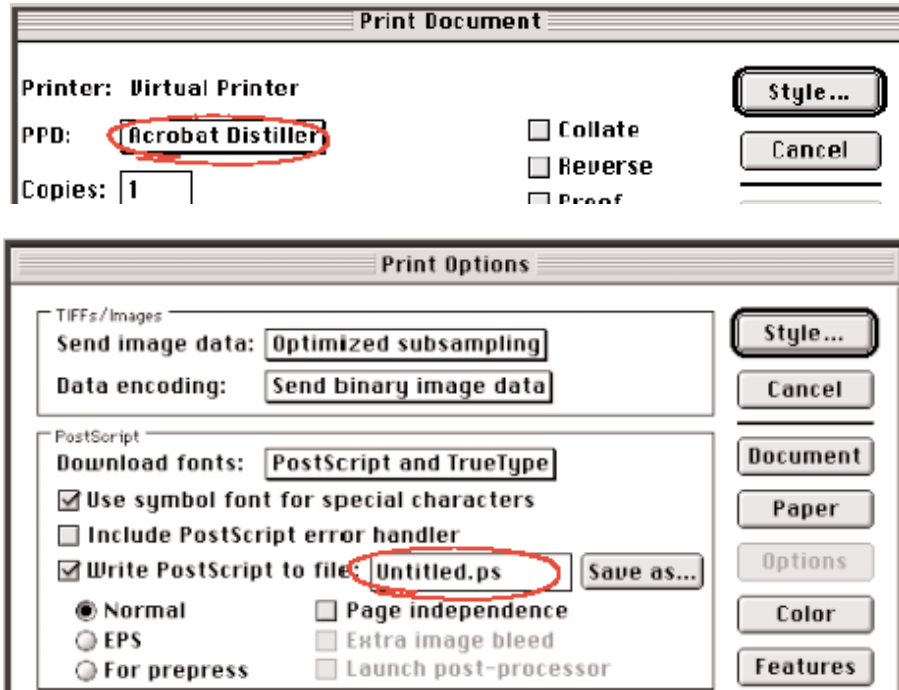 Print Document
Printer: Virtual Printer
Style...
PPD: Acrobat Distiller
Collate
Cancel
Reverse
Copies: 1
Proof
Print Options
TIFFs/Images
Send image data: Optimized subsampling
Style...
Data encoding: Send binary image data
Cancel
PostScript
Download fonts: PostScript and TrueType
Document
Use symbol font for special characters
Paper
Include PostScript error handler
Write PostScript to file: Untitled.ps Save as...
Options
Normal Page independence
Color
EPS Extra image bleed
For prepress Launch post-processor
Features